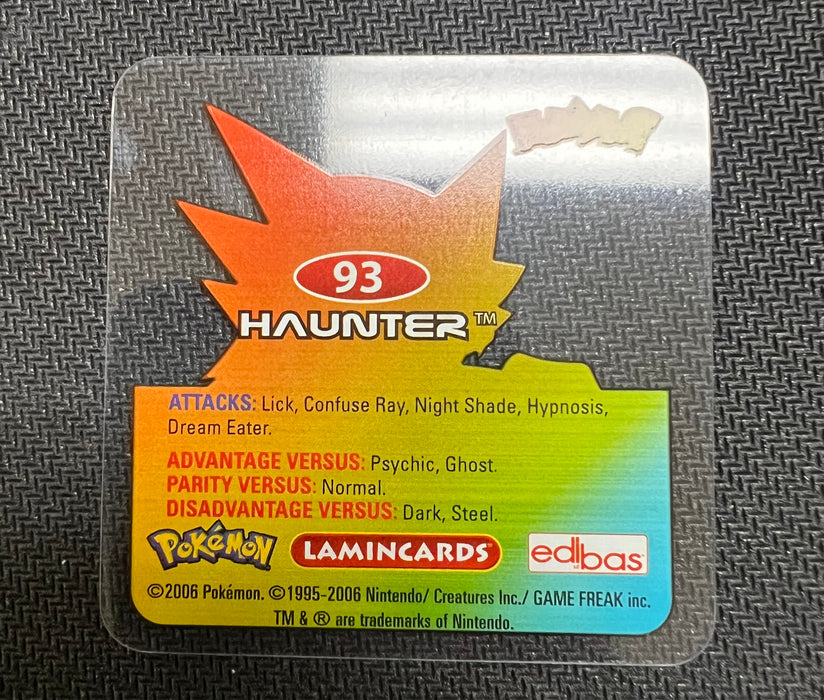 93
HAUNTER™
ATTACKS: Lick, Confuse Ray, Night Shade, Hypnosis,
Dream Eater.
ADVANTAGE VERSUS: Psychic, Ghost.
PARITY VERSUS: Normal.
DISADVANTAGE VERSUS: Dark, Steel.
POKéMON LAMINCARDS edibas
©2006 Pokémon. ©1995-2006 Nintendo/ Creatures Inc./ GAME FREAK inc.
TM & ® are trademarks of Nintendo.